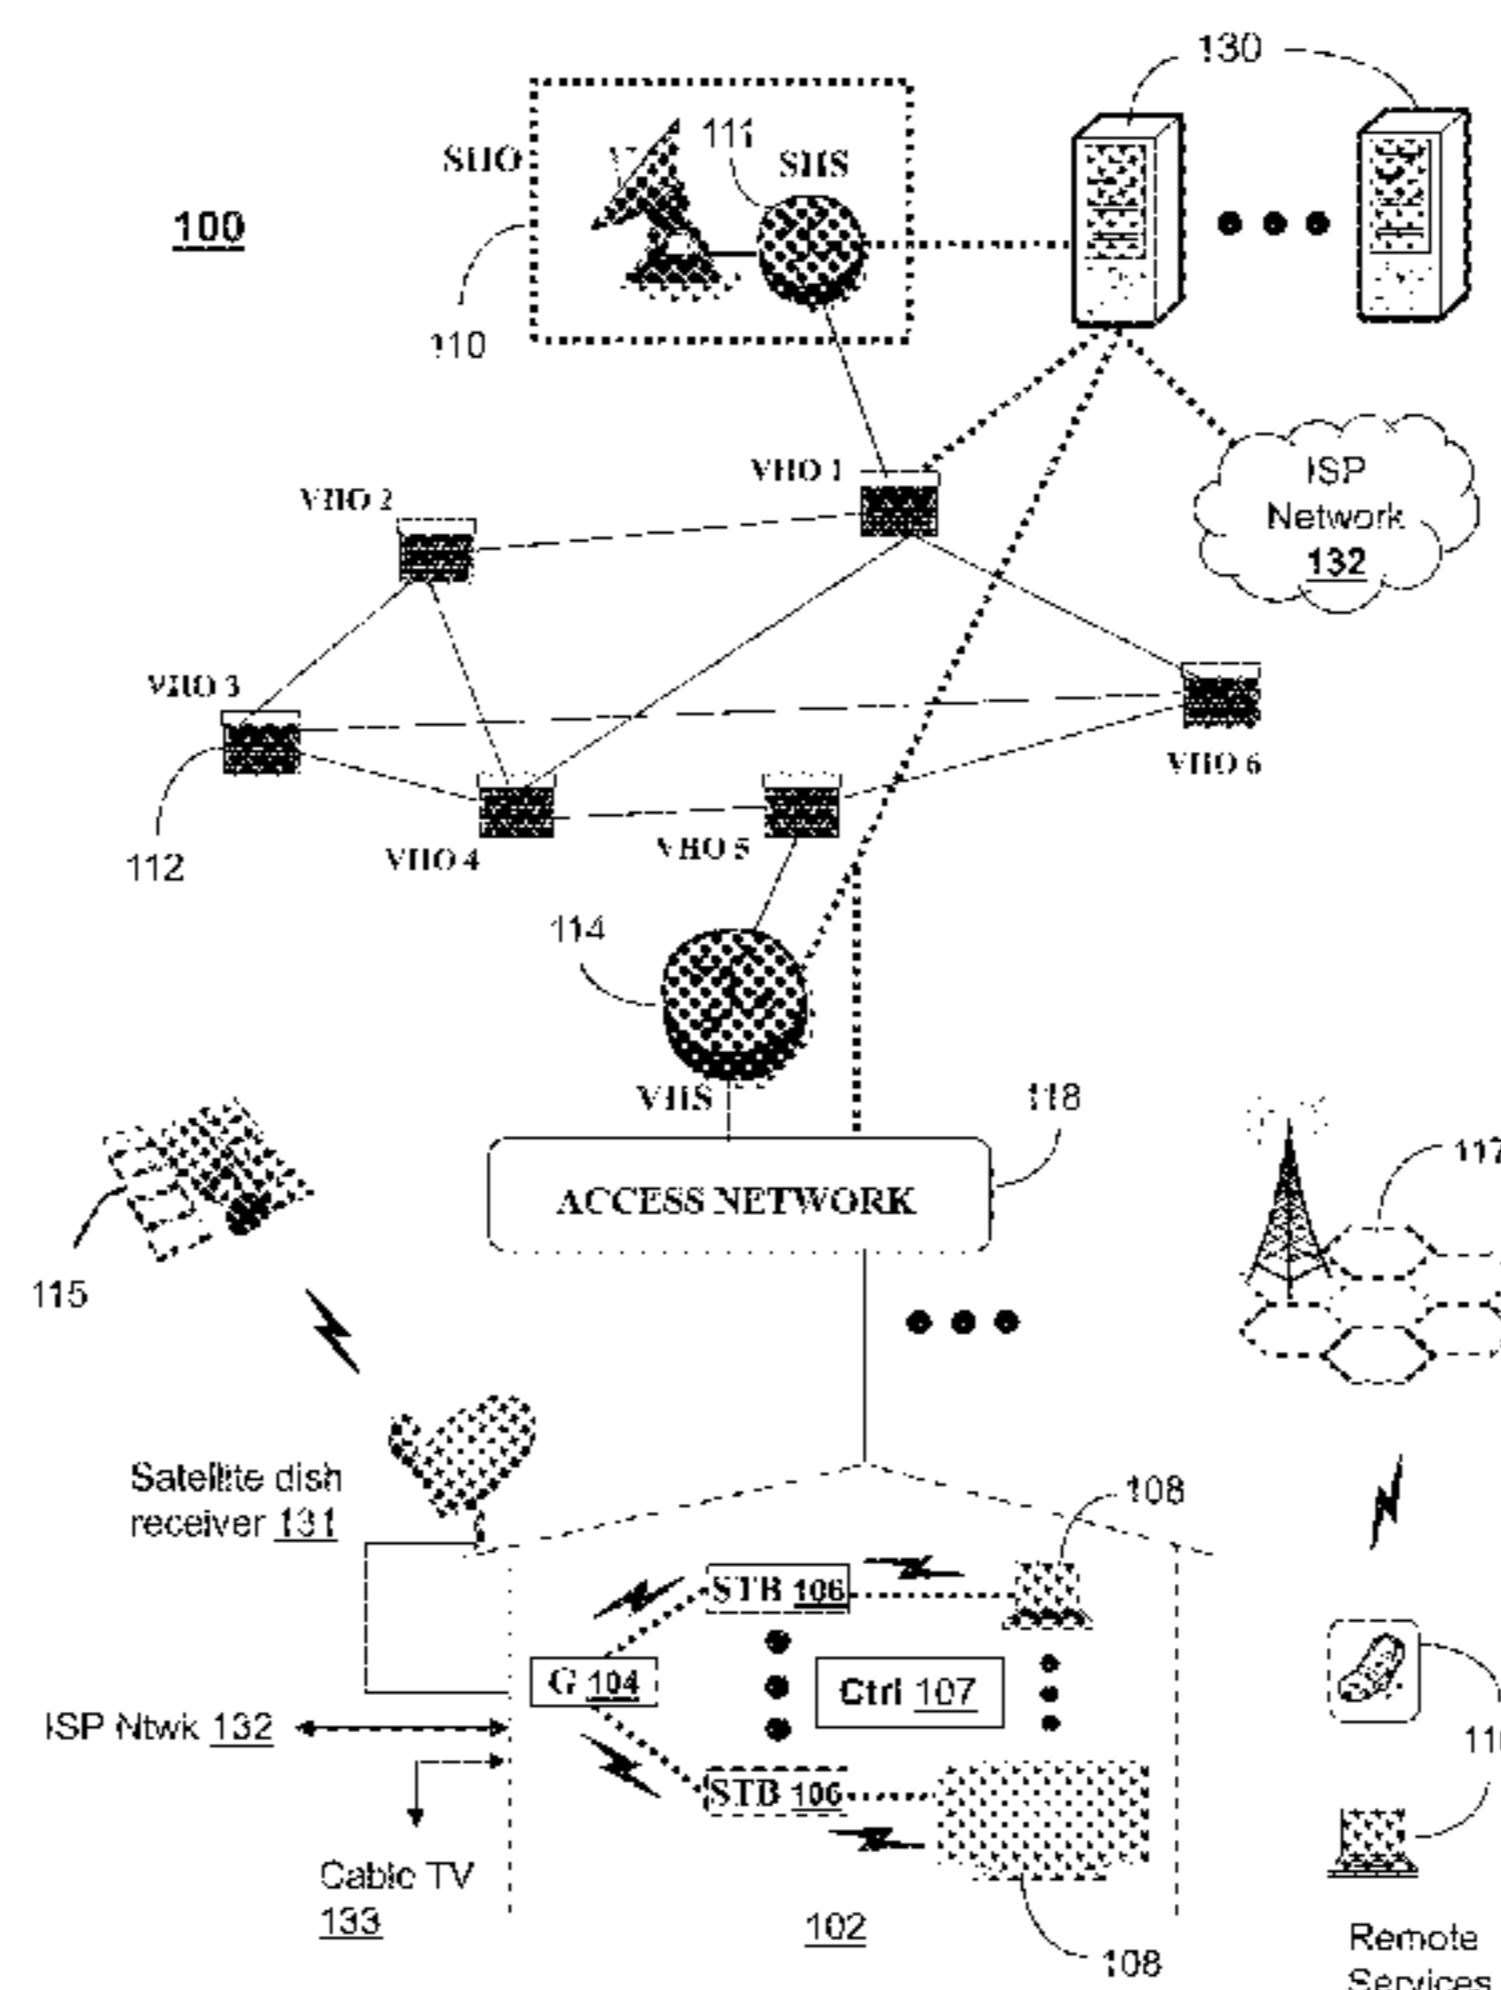 130
111
SHO
SHS
100
110
VHO 1
ISP
Network
132
VHO 2
VHO 3
VHO 6
112
VHO 4
VHO 5
114
VHS
118
117
ACCESS NETWORK
115
Satellite dish
receiver 131
108
STB 106
G 104
Ctrl 107
ISP Ntwk 132
STB 106
Cable TV
133
102
108
Remote
Services